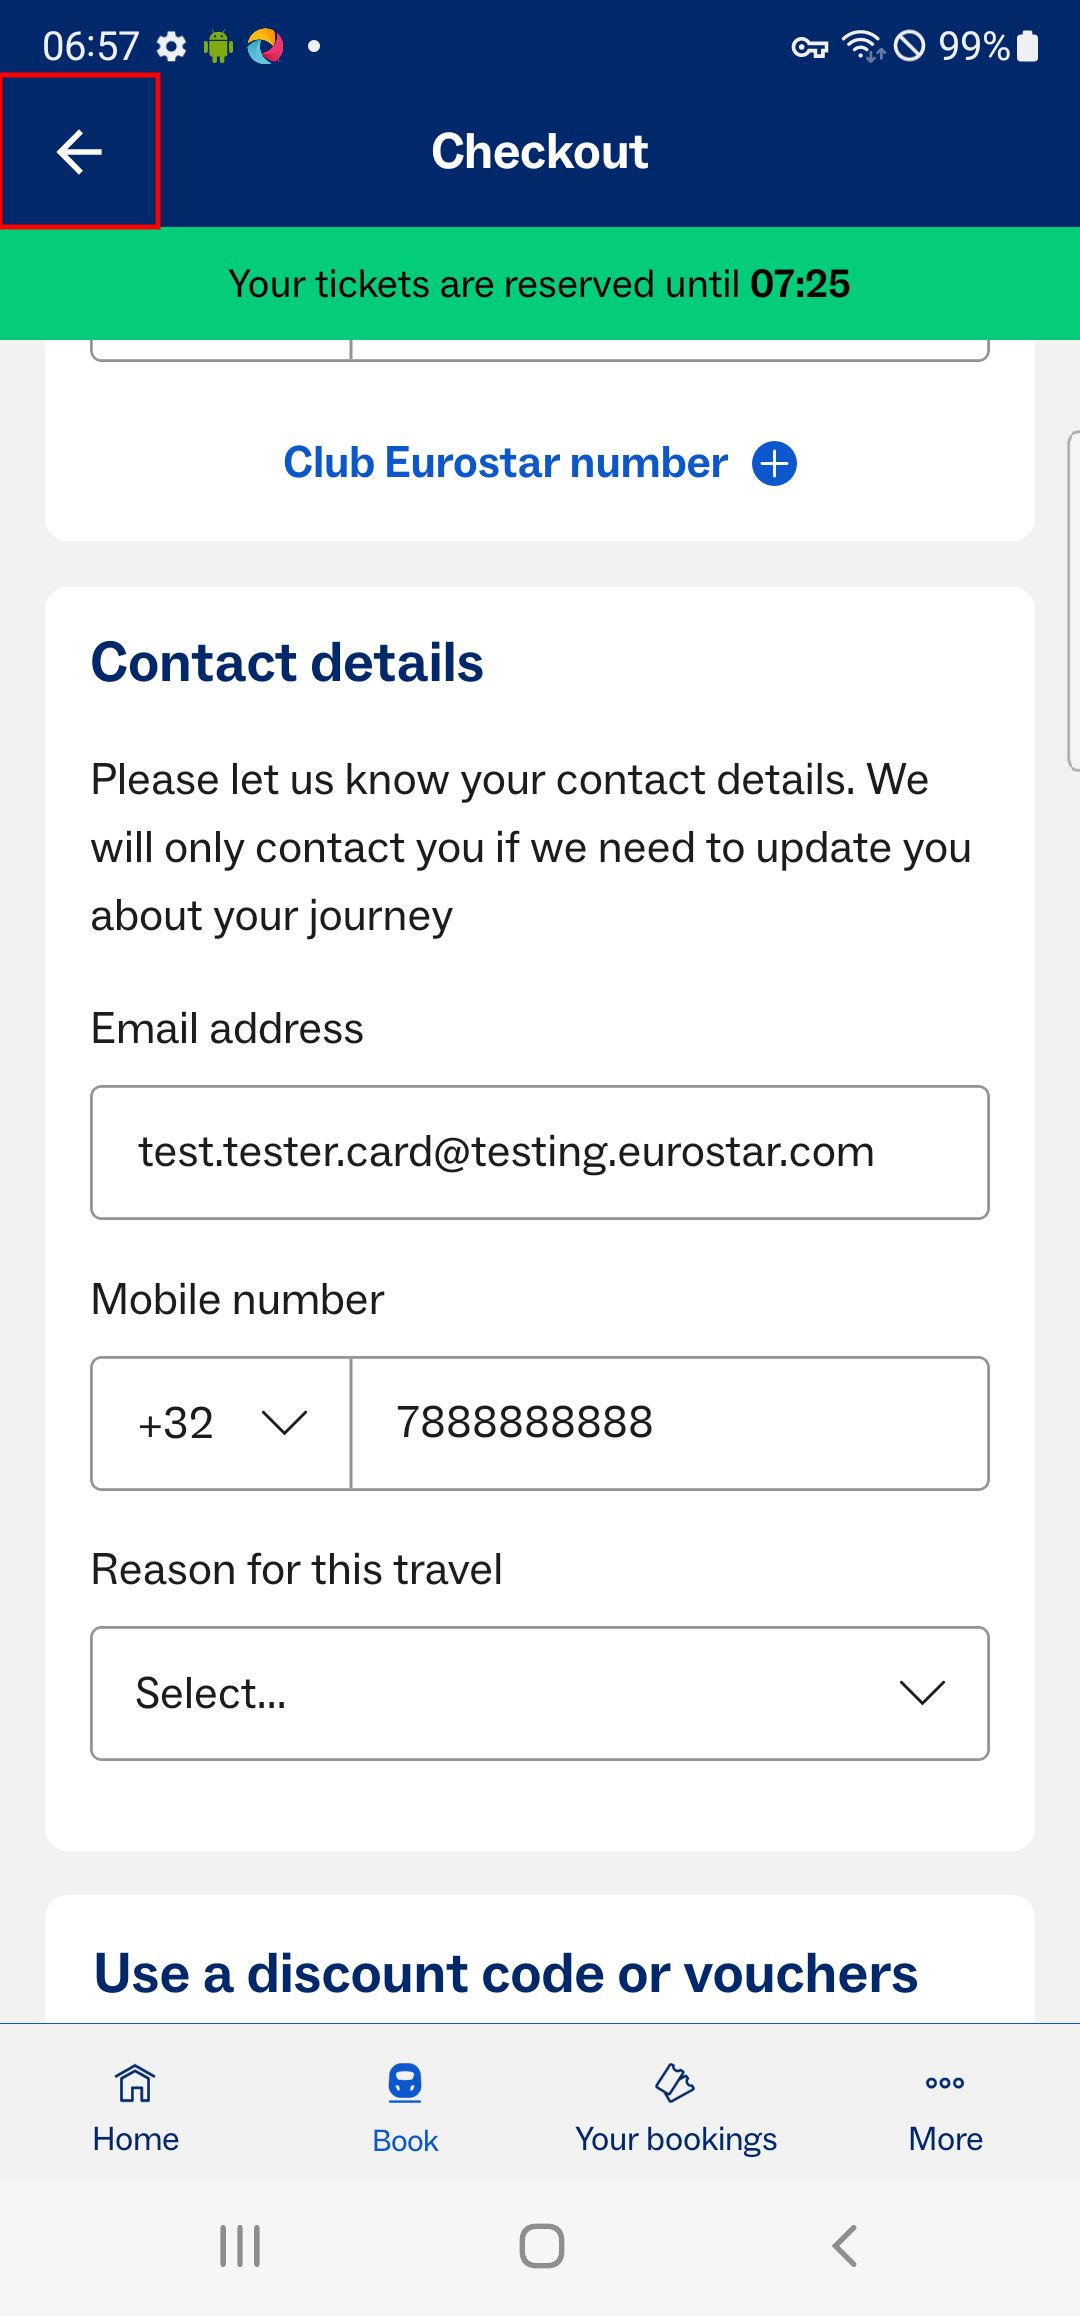 06:57
99%
Checkout
Your tickets are reserved until 07:25
Club Eurostar number
Contact details
Please let us know your contact details. We
will only contact you if we need to update you
about your journey
Email address
test.tester.card@testing.eurostar.com
Mobile number
+32 7888888888
Reason for this travel
Select...
Use a discount code or vouchers
Home Book Your bookings More